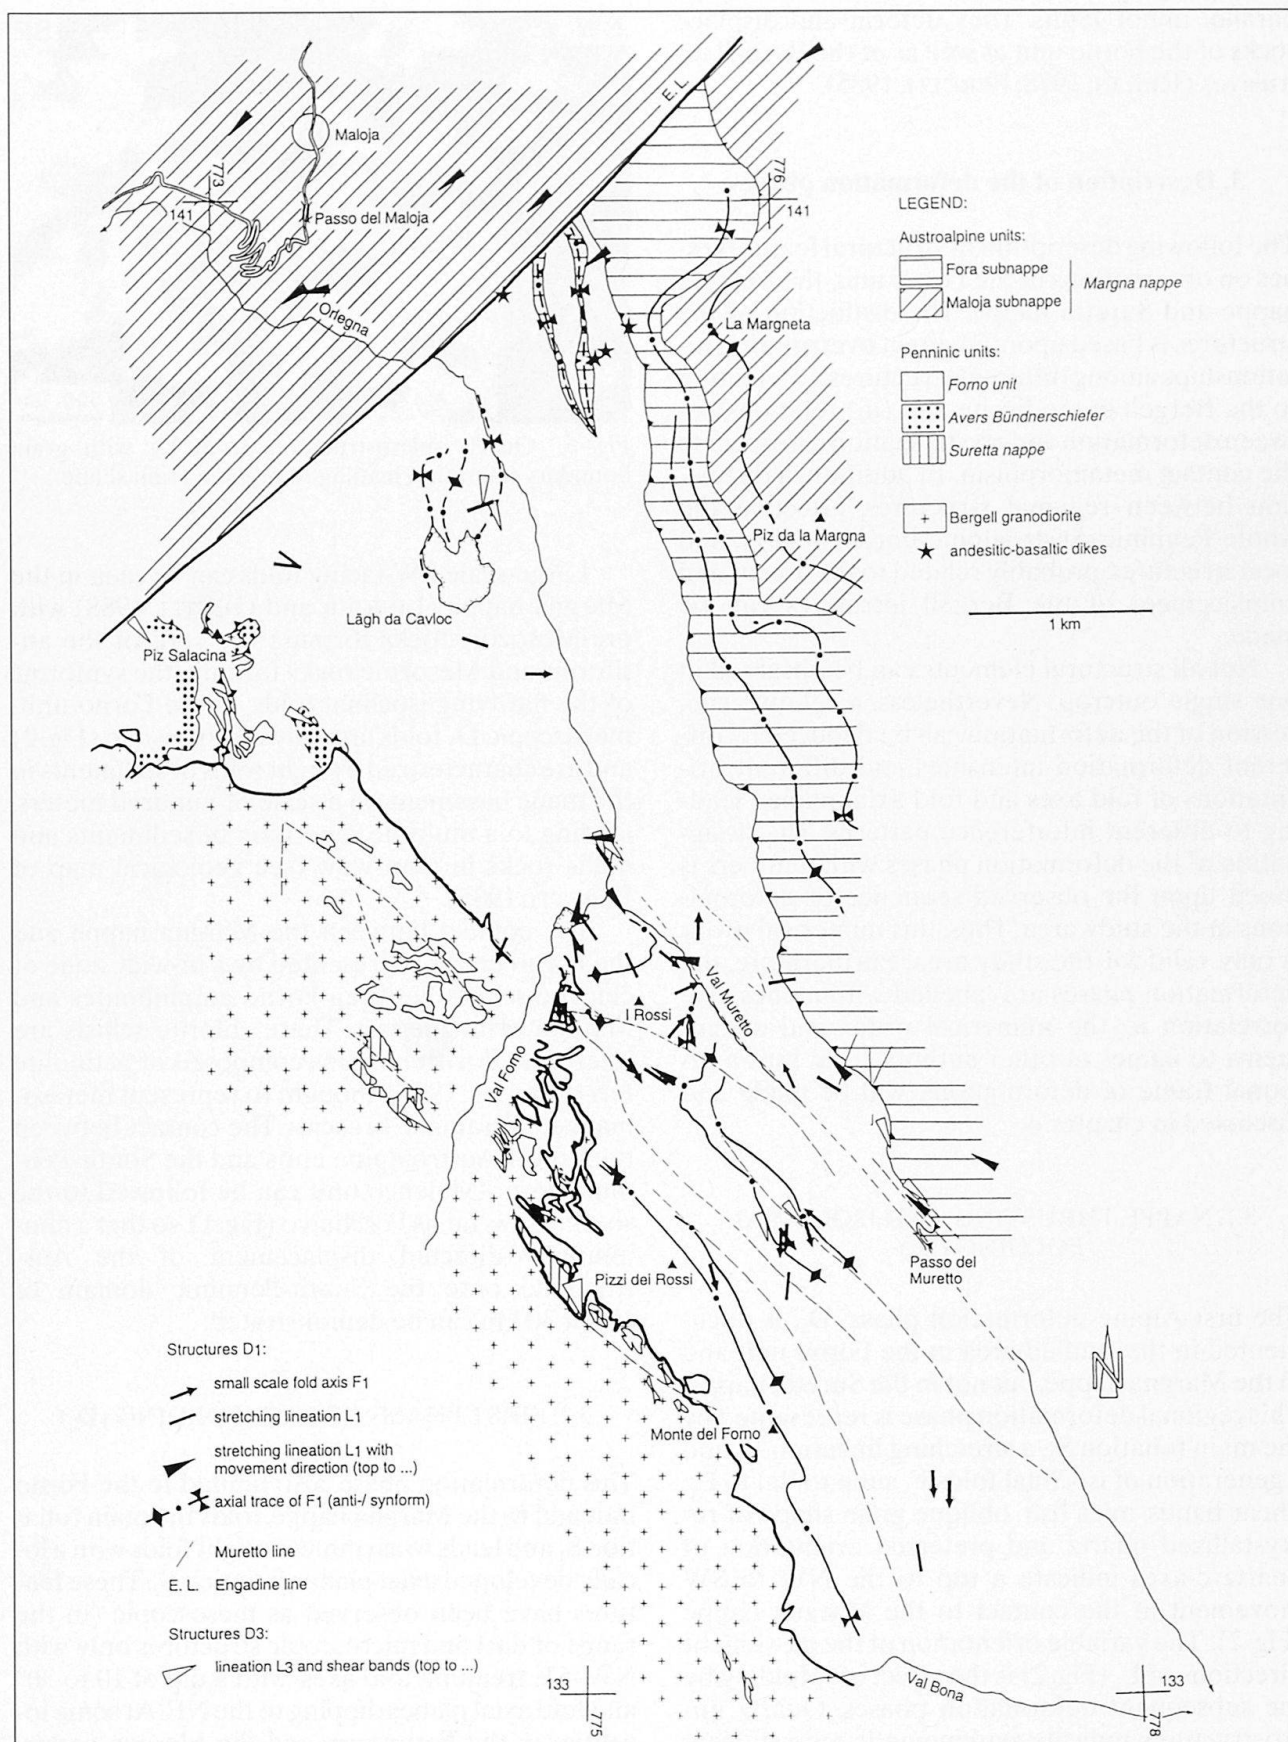 E. L.
Maloja
773
141
Passo del Maloja
Orlegna
776
141
La Margneta
LEGEND:
Austroalpine units:
Fora subnappe
Maloja subnappe
Margna nappe
Penninic units:
Forno unit
Avers Bündnerschiefer
Suretta nappe
Bergell granodiorite
andesitic-basaltic dikes
1 km
Piz da la Margna
Lägh da Cavloc
Piz Salacina
Val Muretto
I Rossi
Val Forno
Passo del
Muretto
Pizzi dei Rossi
N
Monte del Forno
Structures D1:
small scale fold axis F1
stretching lineation L1
stretching lineation L1 with
movement direction (top to ...)
axial trace of F1 (anti-/ synform)
Muretto line
E. L. Engadine line
Structures D3:
lineation L3 and shear bands (top to ...)
133
775
Val Bona
133
778